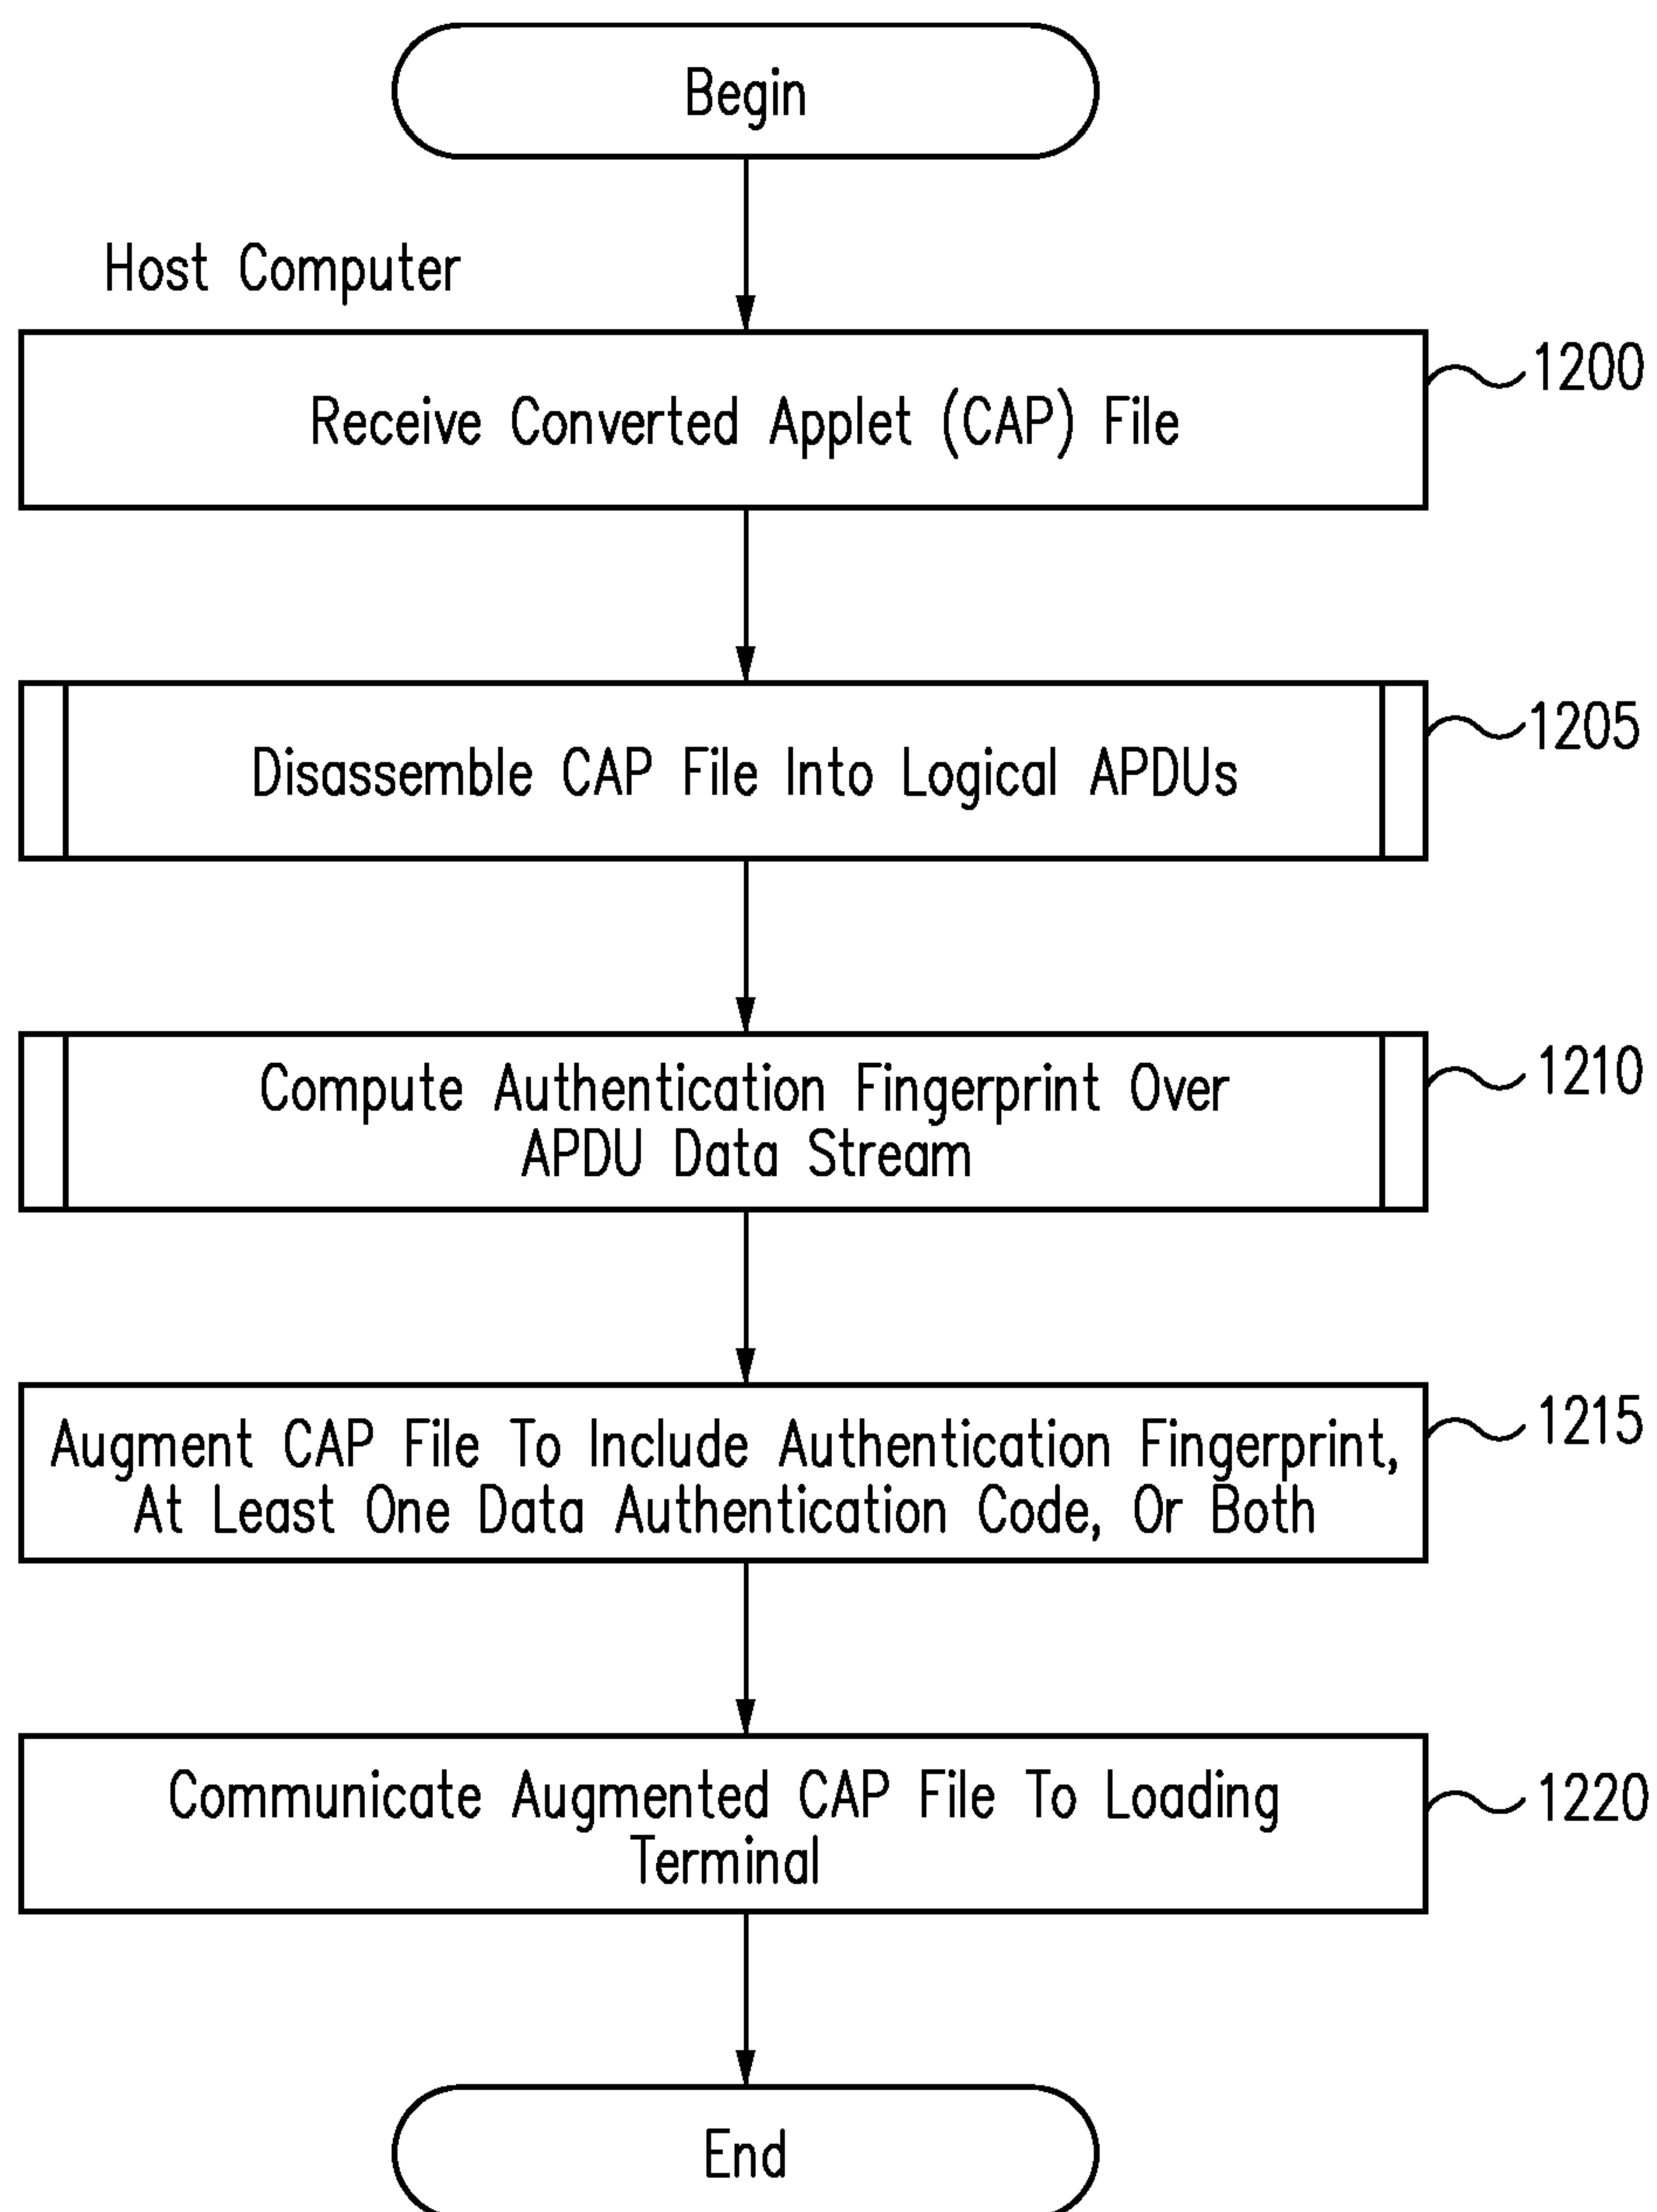 Begin
Host Computer
Receive Converted Applet (CAP) File
1200
Disassemble CAP File Into Logical APDUs
1205
Compute Authentication Fingerprint Over
APDU Data Stream
1210
Augment CAP File To Include Authentication Fingerprint,
At Least One Data Authentication Code, Or Both
1215
Communicate Augmented CAP File To Loading
Terminal
1220
End